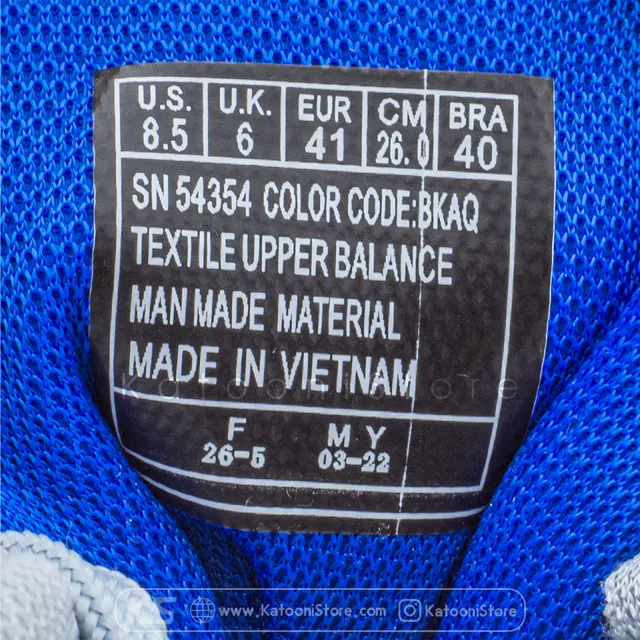 U.S. U.K. EUR CM BRA
8.5 6 41 26.0 40
SN 54354 COLOR CODE:BKAQ
TEXTILE UPPER BALANCE
MAN MADE MATERIAL
MADE IN VIETNAM
KatooniStore
F M Y
26-5 03-22
KS www.KatooniStore.com KatooniStore